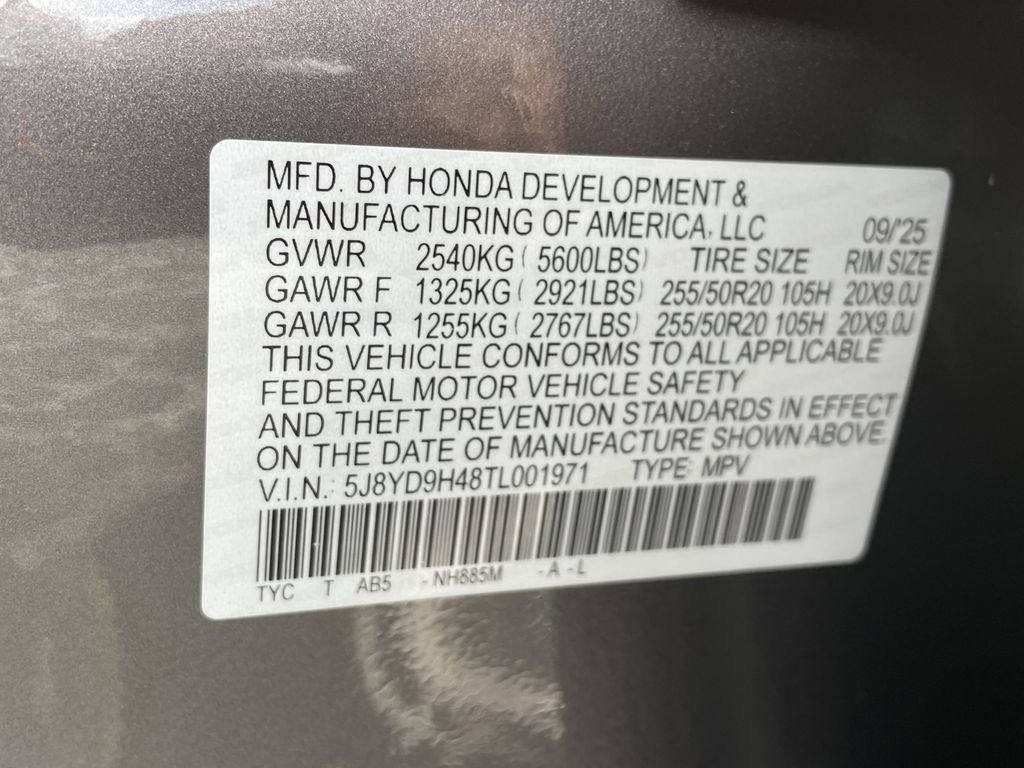 MFD. BY HONDA DEVELOPMENT &
MANUFACTURING OF AMERICA, LLC 09/'25
GVWR 2540KG ( 5600LBS) TIRE SIZE RIM SIZE
GAWR F 1325KG ( 2921LBS) 255/50R20 105H 20X9.0J
GAWR R 1255KG ( 2767LBS) 255/50R20 105H 20X9.0J
THIS VEHICLE CONFORMS TO ALL APPLICABLE
FEDERAL MOTOR VEHICLE SAFETY
AND THEFT PREVENTION STANDARDS IN EFFECT
ON THE DATE OF MANUFACTURE SHOWN ABOVE.
V.I.N.: 5J8YD9H48TL001971 TYPE: MPV
TYC T AB5 -NH885M -A -L